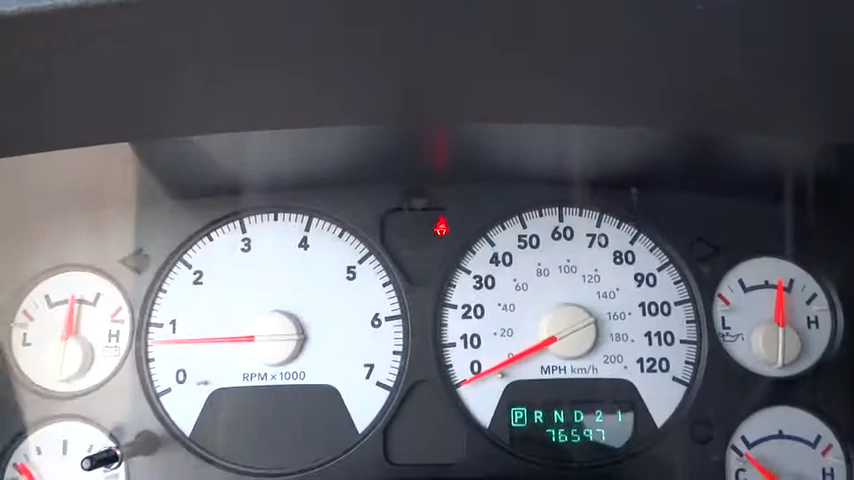 0 1 2 3 4 5 6 7
RPM x 1000
0 10 20 30 40 50 60 70 80 90 100 110 120
20 40 60 80 100 120 140 160 180 200
MPH km/h
P R N D 2 1
76597
L H
L H
C H